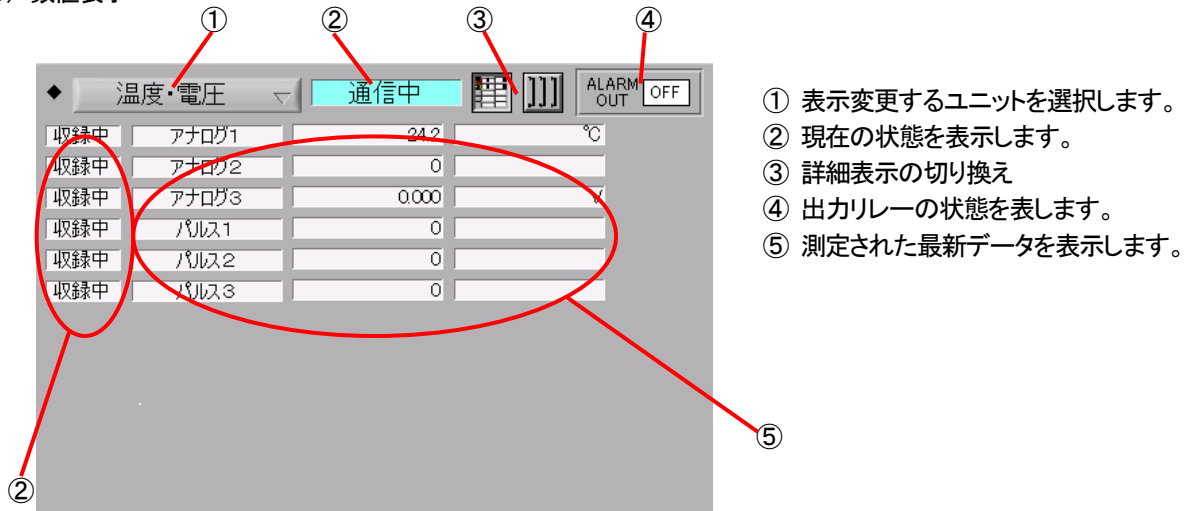 ① ② ③ ④
◆ 温度・電圧 ▽ 通信中 ALARM OUT OFF
収録中 アナログ1 24.2 ℃
収録中 アナログ2 0
収録中 アナログ3 0.000 V
収録中 パルス1 0
収録中 パルス2 0
収録中 パルス3 0
⑤
②
① 表示変更するユニットを選択します。
② 現在の状態を表示します。
③ 詳細表示の切り換え
④ 出力リレーの状態を表します。
⑤ 測定された最新データを表示します。